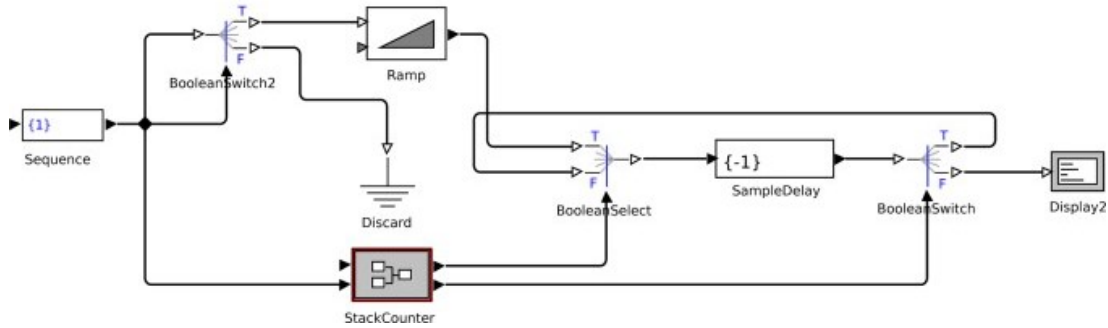 T
F
BooleanSwitch2
Ramp
{1}
Sequence
Discard
T
F
BooleanSelect
{-1}
SampleDelay
T
F
BooleanSwitch
Display2
StackCounter